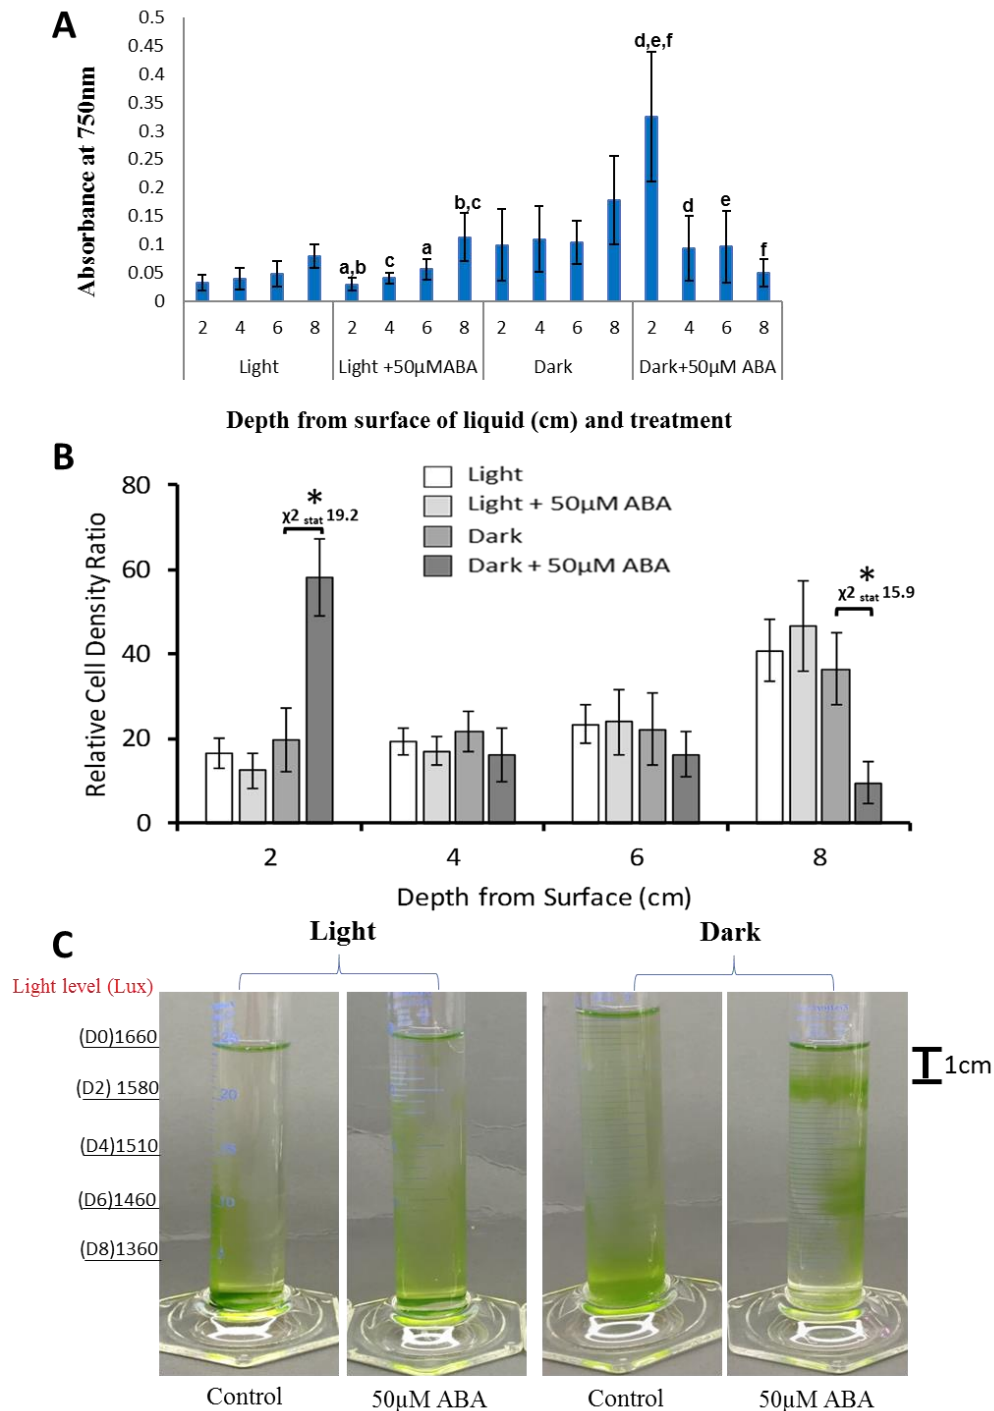 A
0.5
0.45
0.4
0.35
0.3
0.25
0.2
0.15
0.1
0.05
0
Absorbance at 750nm
a,b
c
a
b,c
d,e,f
d
e
f
2 4 6 8 2 4 6 8 2 4 6 8 2 4 6 8
Light Light +50µMABA Dark Dark+50µM ABA
Depth from surface of liquid (cm) and treatment
B
80
60
40
20
0
Relative Cell Density Ratio
Light
Light + 50µM ABA
Dark
Dark + 50µM ABA
*
χ2 stat 19.2
*
χ2 stat 15.9
2 4 6 8
Depth from Surface (cm)
C
Light Dark
Light level (Lux)
(D0)1660
(D2) 1580
(D4)1510
(D6)1460
(D8)1360
20
10
1cm
Control 50µM ABA Control 50µM ABA